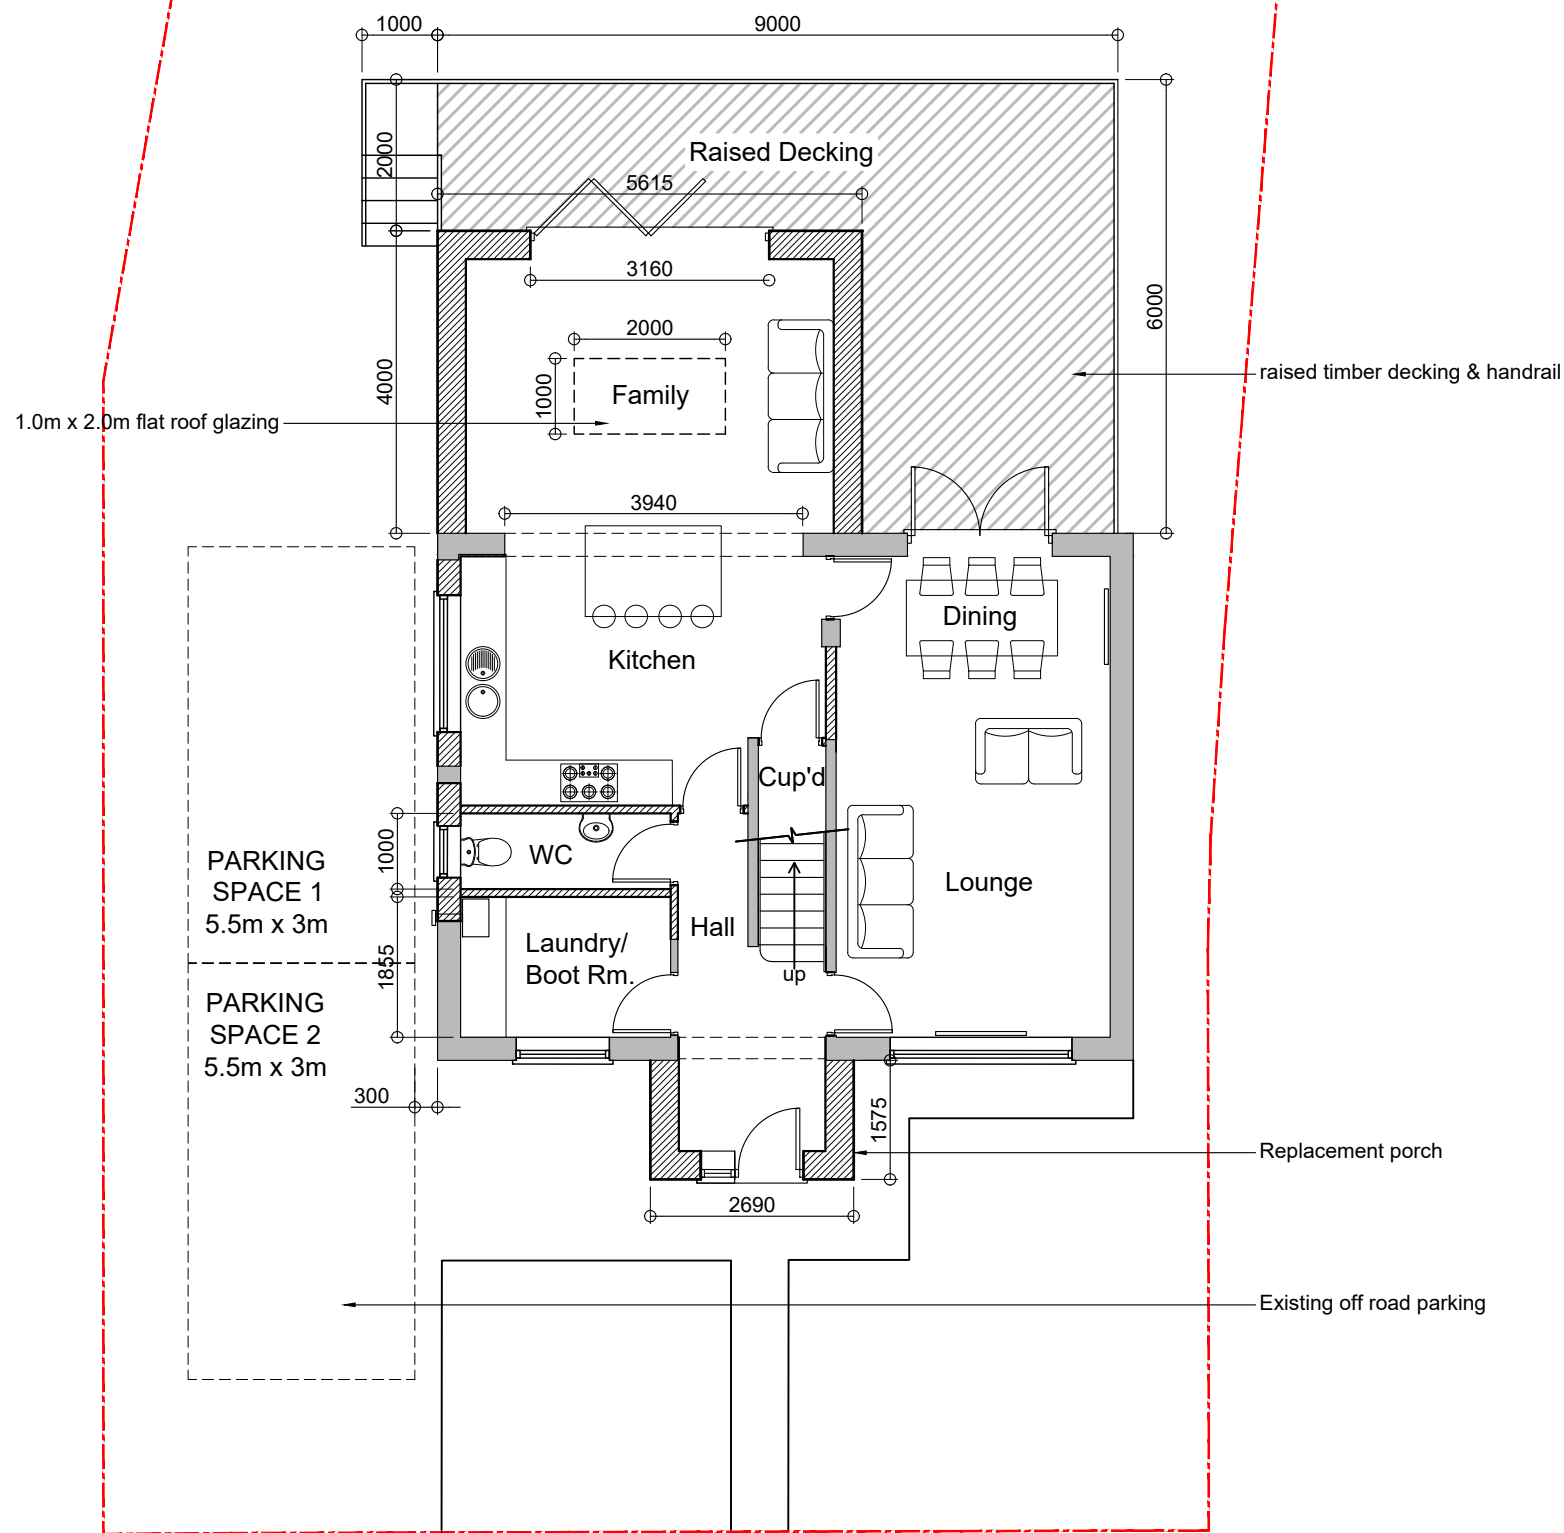 1000
9000
2000
Raised Decking
5615
3160
6000
2000
4000
1000
Family
raised timber decking & handrail
1.0m x 2.0m flat roof glazing
3940
Dining
Kitchen
Cup'd
1000
WC
PARKING
SPACE 1
5.5m x 3m
Lounge
Hall
Laundry/
Boot Rm.
1855
up
PARKING
SPACE 2
5.5m x 3m
300
1575
Replacement porch
2690
Existing off road parking